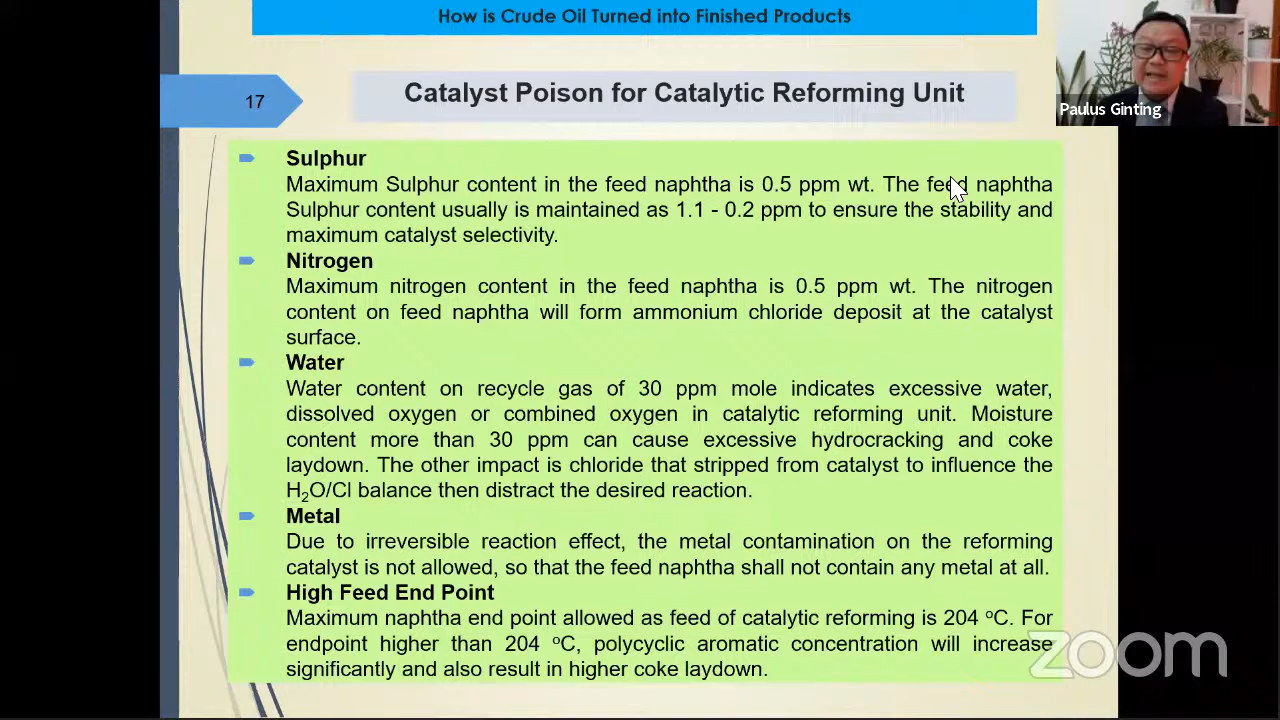 How is Crude Oil Turned into Finished Products
17
Catalyst Poison for Catalytic Reforming Unit
Paulus Ginting
Sulphur
Maximum Sulphur content in the feed naphtha is 0.5 ppm wt. The feed naphtha
Sulphur content usually is maintained as 1.1 - 0.2 ppm to ensure the stability and
maximum catalyst selectivity.
Nitrogen
Maximum nitrogen content in the feed naphtha is 0.5 ppm wt. The nitrogen
content on feed naphtha will form ammonium chloride deposit at the catalyst
surface.
Water
Water content on recycle gas of 30 ppm mole indicates excessive water,
dissolved oxygen or combined oxygen in catalytic reforming unit. Moisture
content more than 30 ppm can cause excessive hydrocracking and coke
laydown. The other impact is chloride that stripped from catalyst to influence the
H₂O/Cl balance then distract the desired reaction.
Metal
Due to irreversible reaction effect, the metal contamination on the reforming
catalyst is not allowed, so that the feed naphtha shall not contain any metal at all.
High Feed End Point
Maximum naphtha end point allowed as feed of catalytic reforming is 204 ºC. For
endpoint higher than 204 ºC, polycyclic aromatic concentration will increase
significantly and also result in higher coke laydown.
zoom